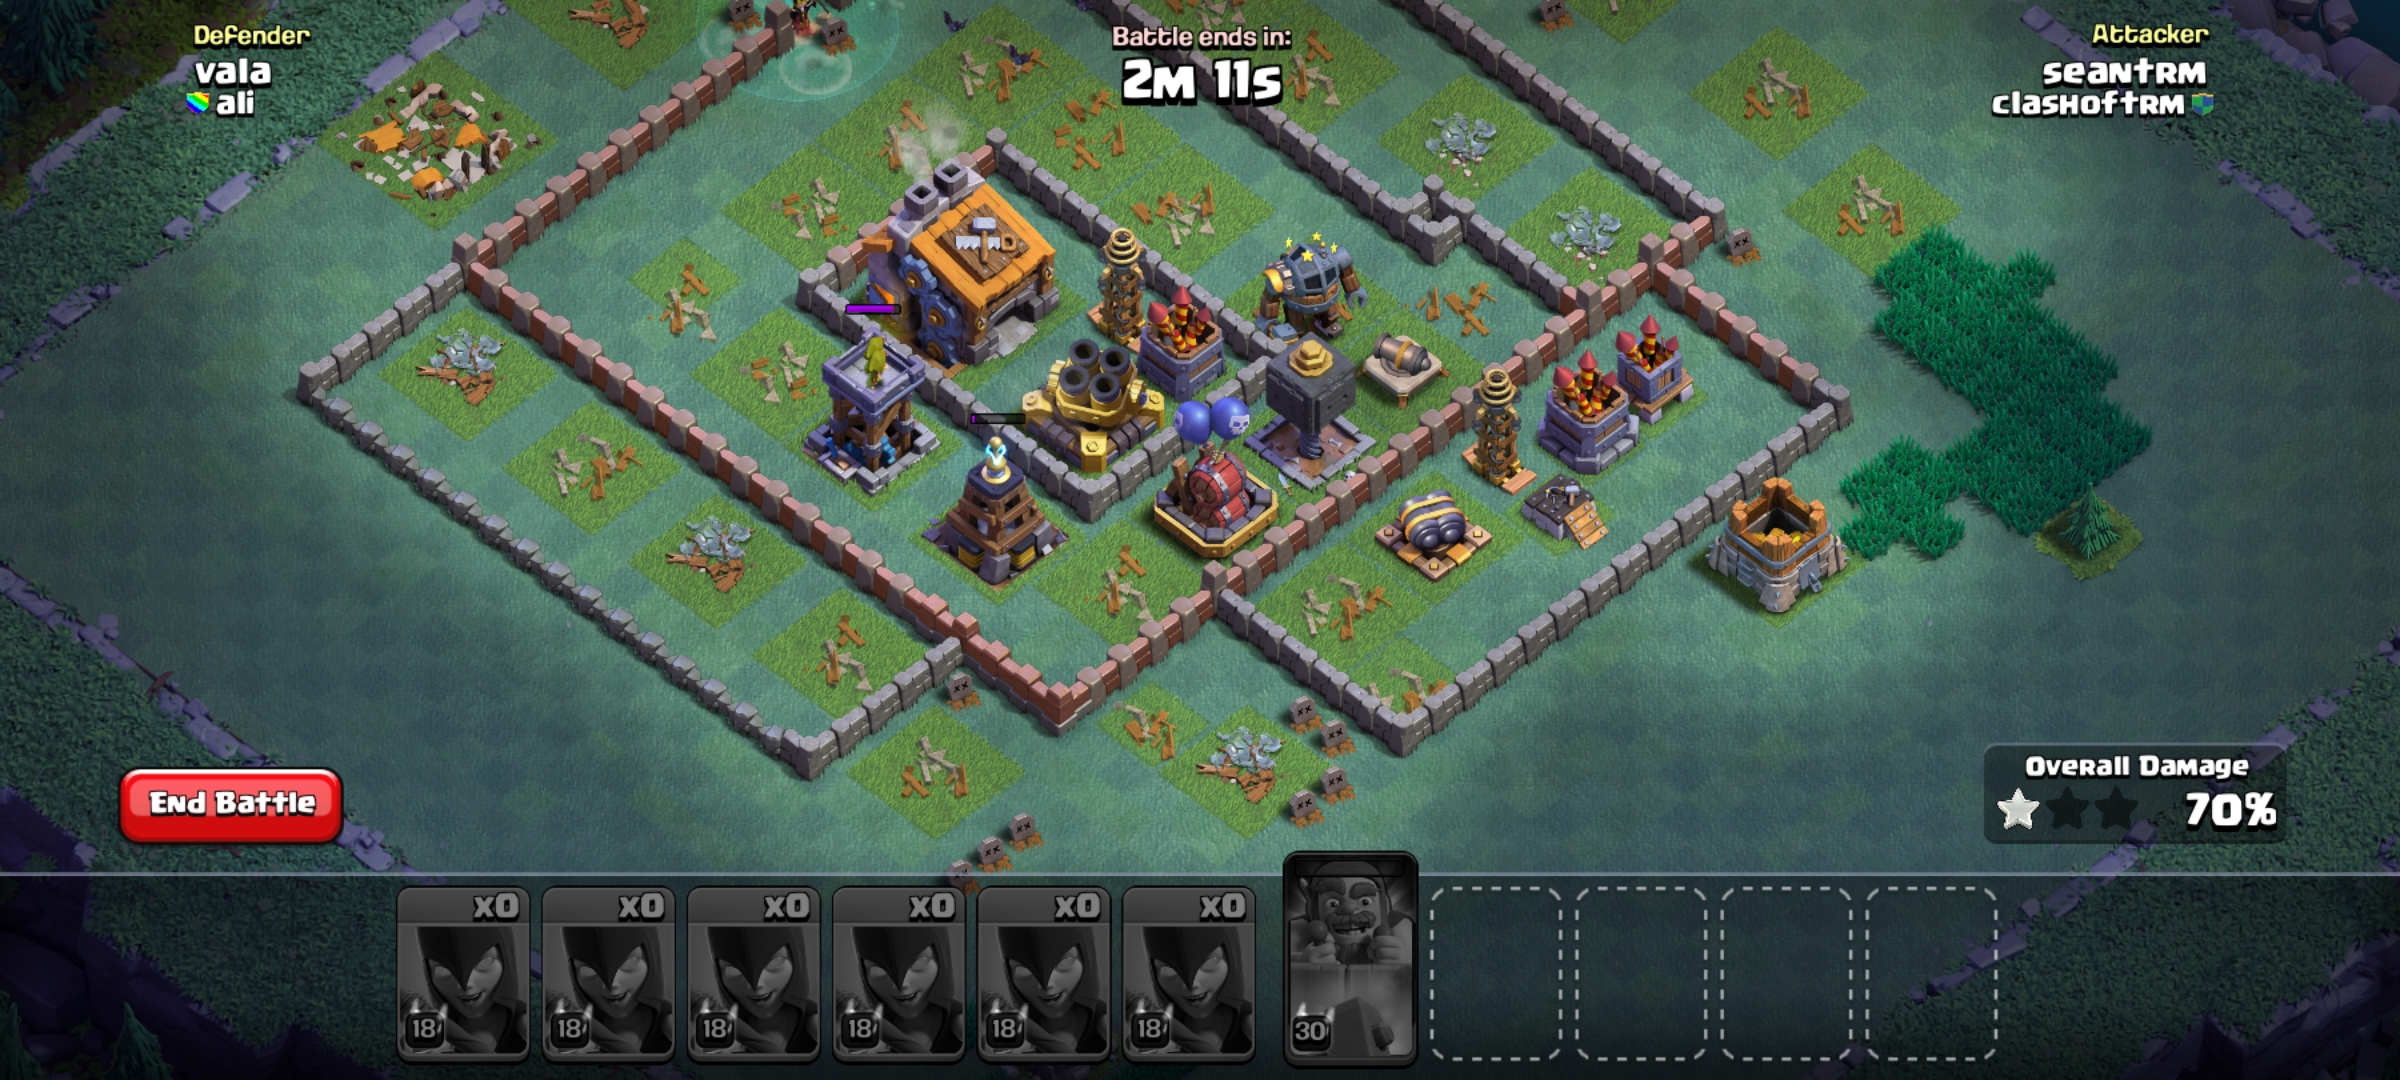 Defender
vala
ali
Battle ends in:
2M 11s
Attacker
seantRM
clashoftRM
End Battle
Overall Damage
70%
x0
x0
x0
x0
x0
x0
18
18
18
18
18
18
30